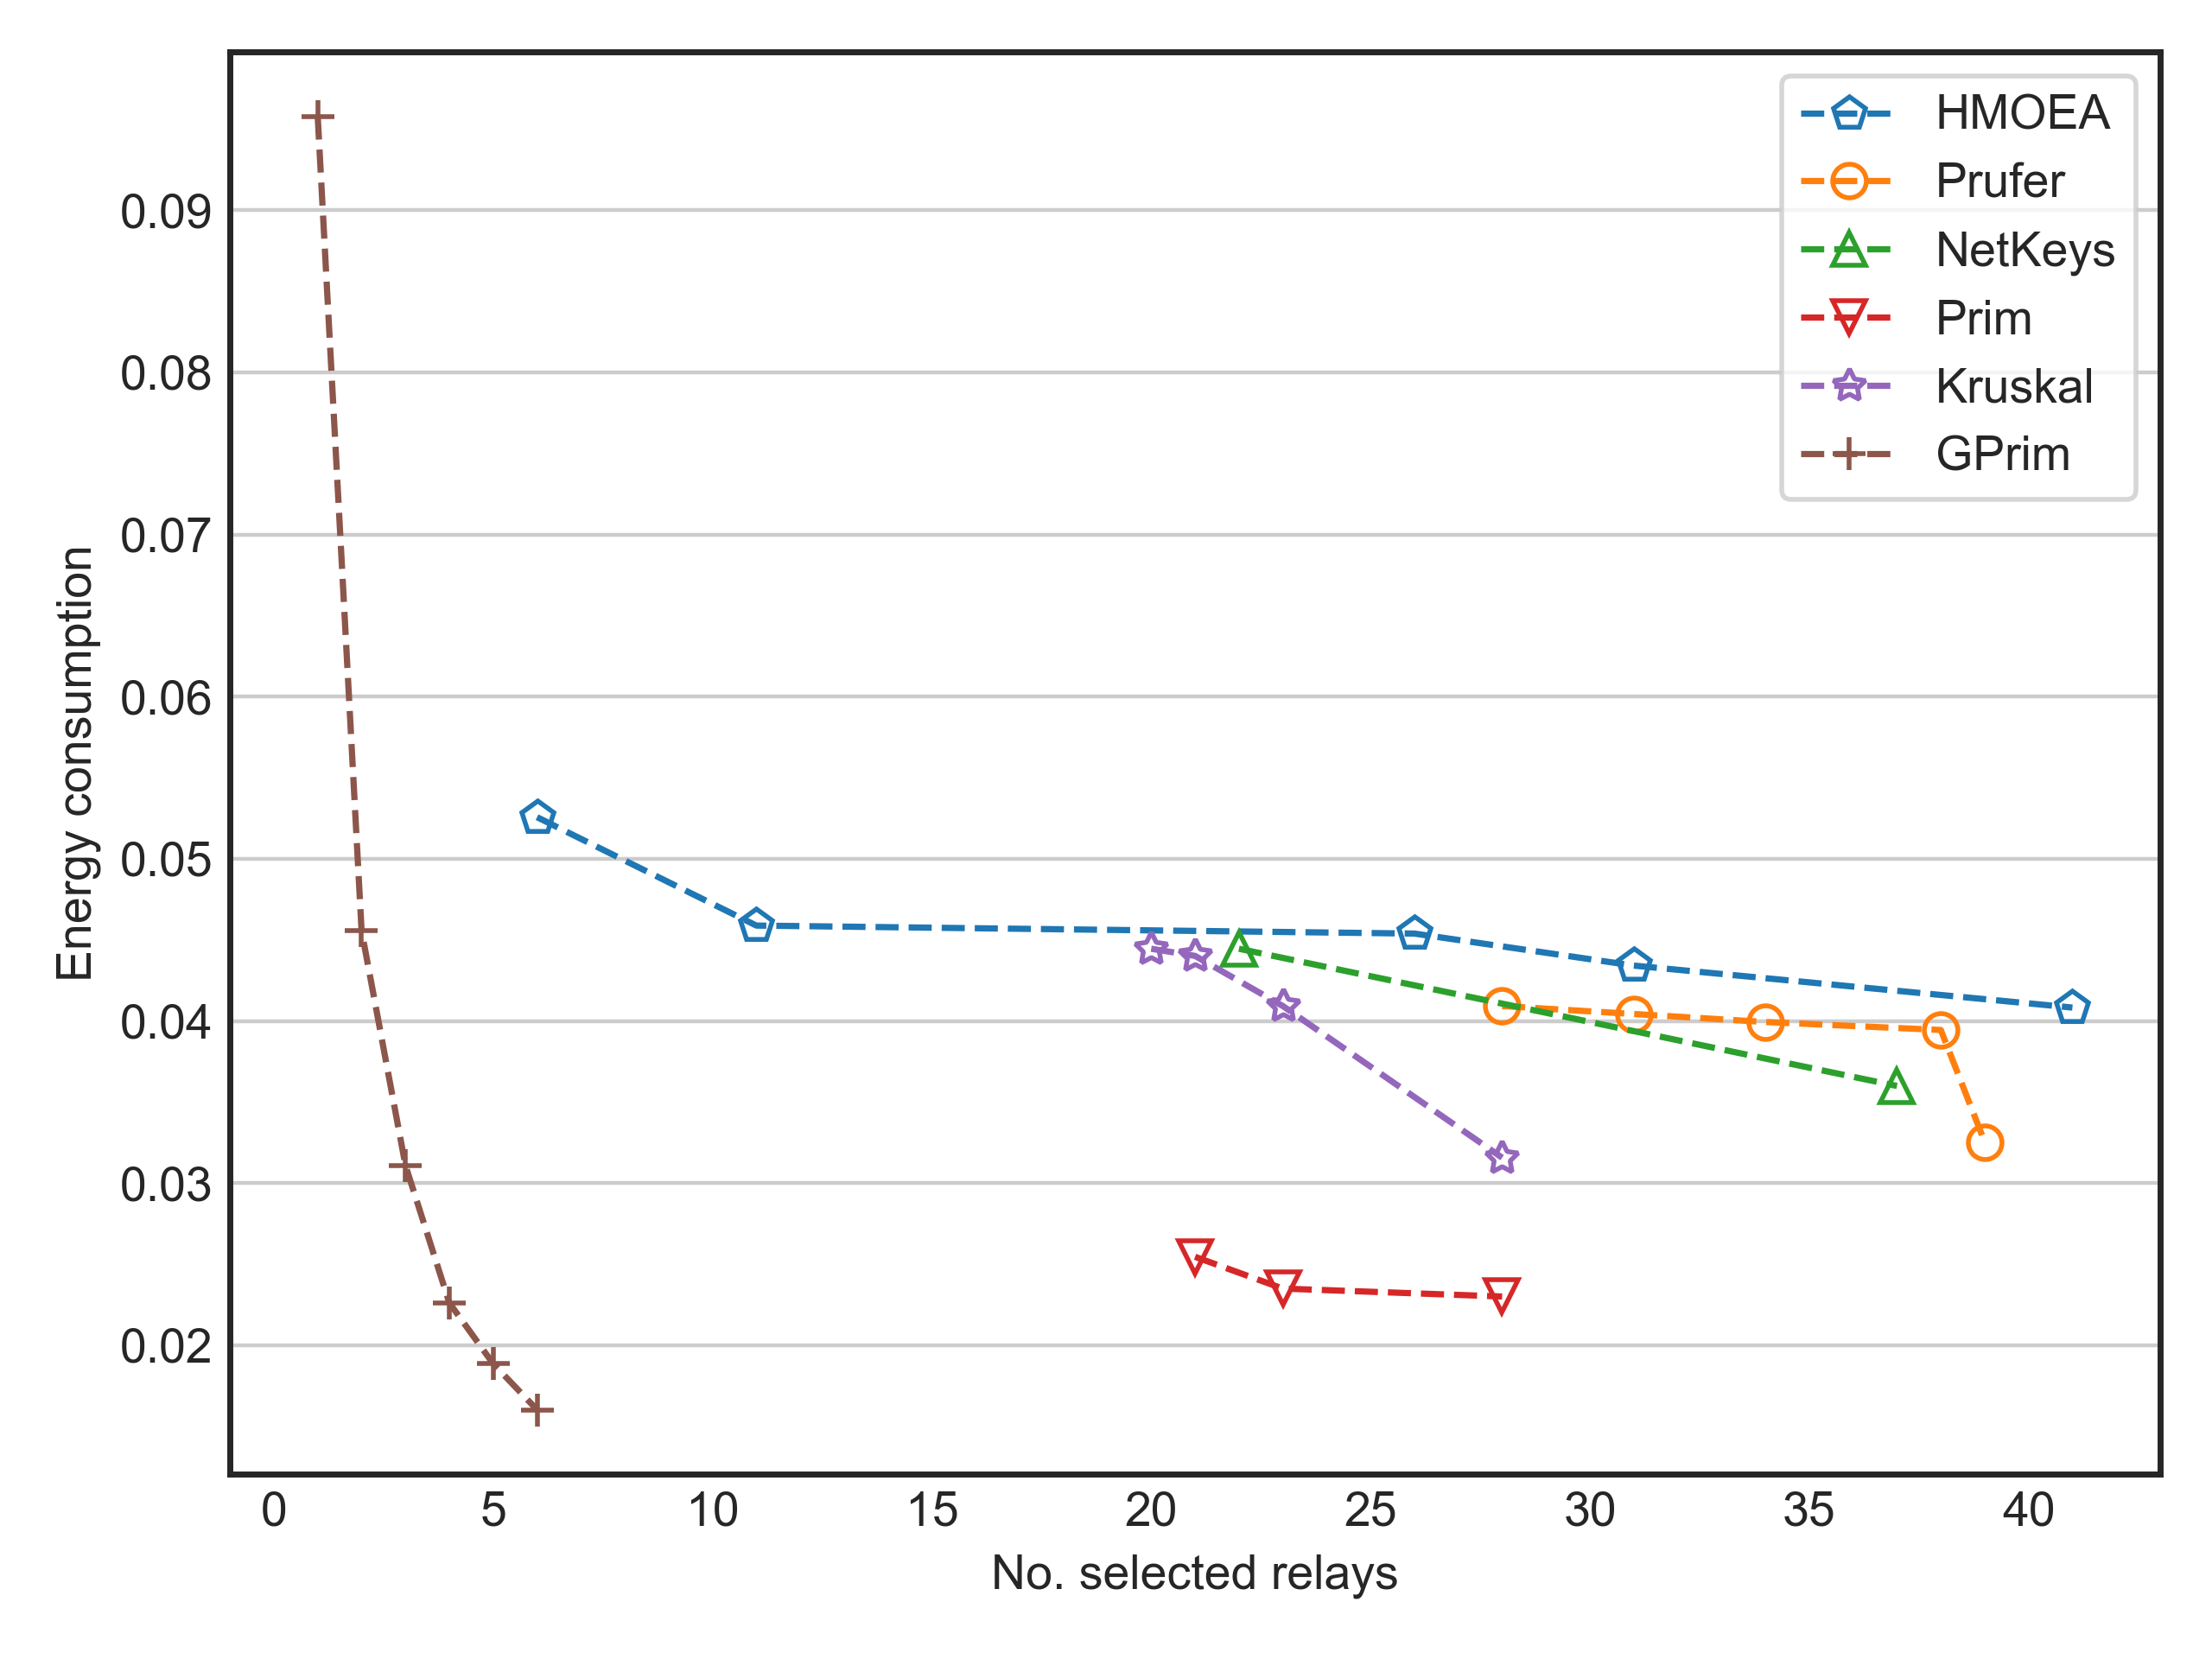 HMOEA
Prufer
NetKeys
Prim
Kruskal
GPrim
0.09
0.08
0.07
0.06
0.05
0.04
0.03
0.02
Energy consumption
0 5 10 15 20 25 30 35 40
No. selected relays